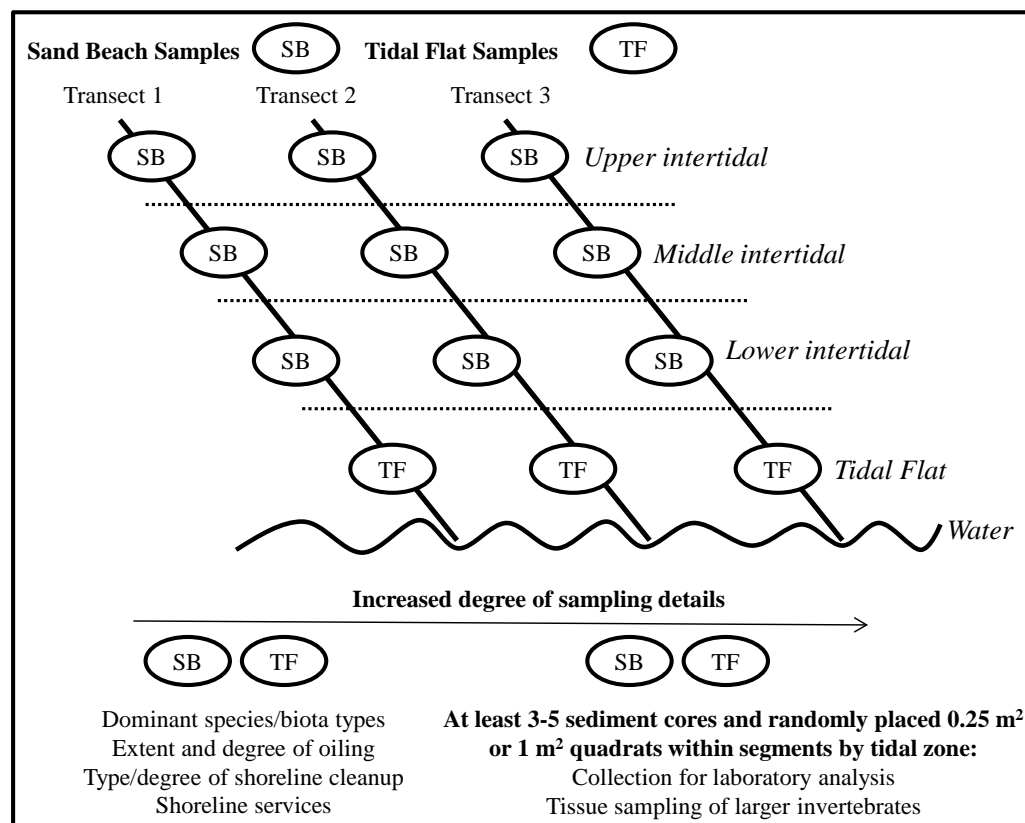 Sand Beach Samples SB Tidal Flat Samples TF
Transect 1 Transect 2 Transect 3
SB SB SB Upper intertidal
SB SB SB Middle intertidal
SB SB SB Lower intertidal
TF TF TF Tidal Flat
Water
Increased degree of sampling details
SB TF SB TF
Dominant species/biota types
Extent and degree of oiling
Type/degree of shoreline cleanup
Shoreline services
At least 3-5 sediment cores and randomly placed 0.25 m²
or 1 m² quadrats within segments by tidal zone:
Collection for laboratory analysis
Tissue sampling of larger invertebrates